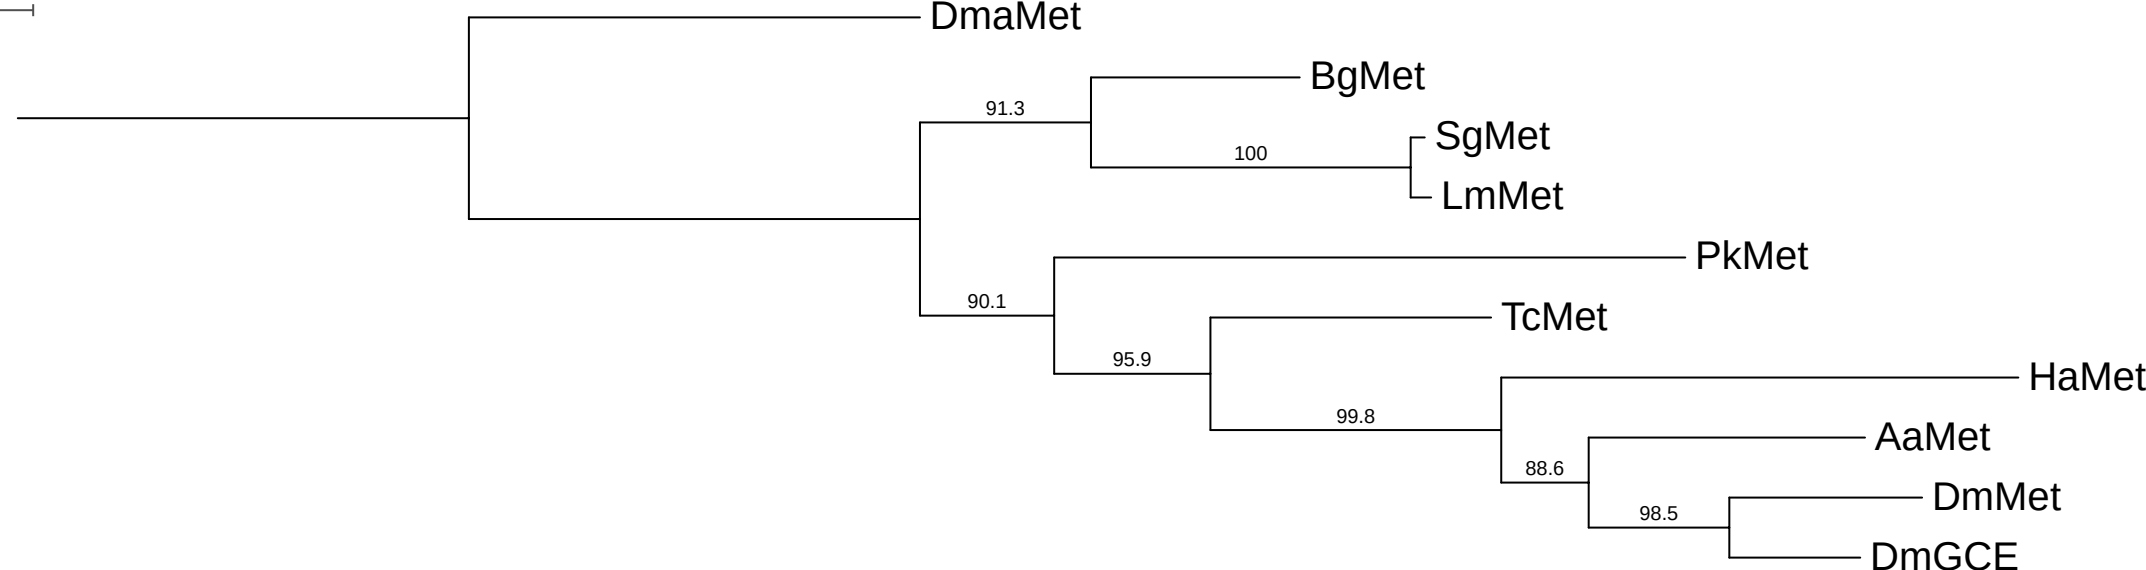 DmaMet
BgMet
91.3
SgMet
100
LmMet
PkMet
90.1
TcMet
95.9
HaMet
99.8
AaMet
88.6
DmMet
98.5
DmGCE